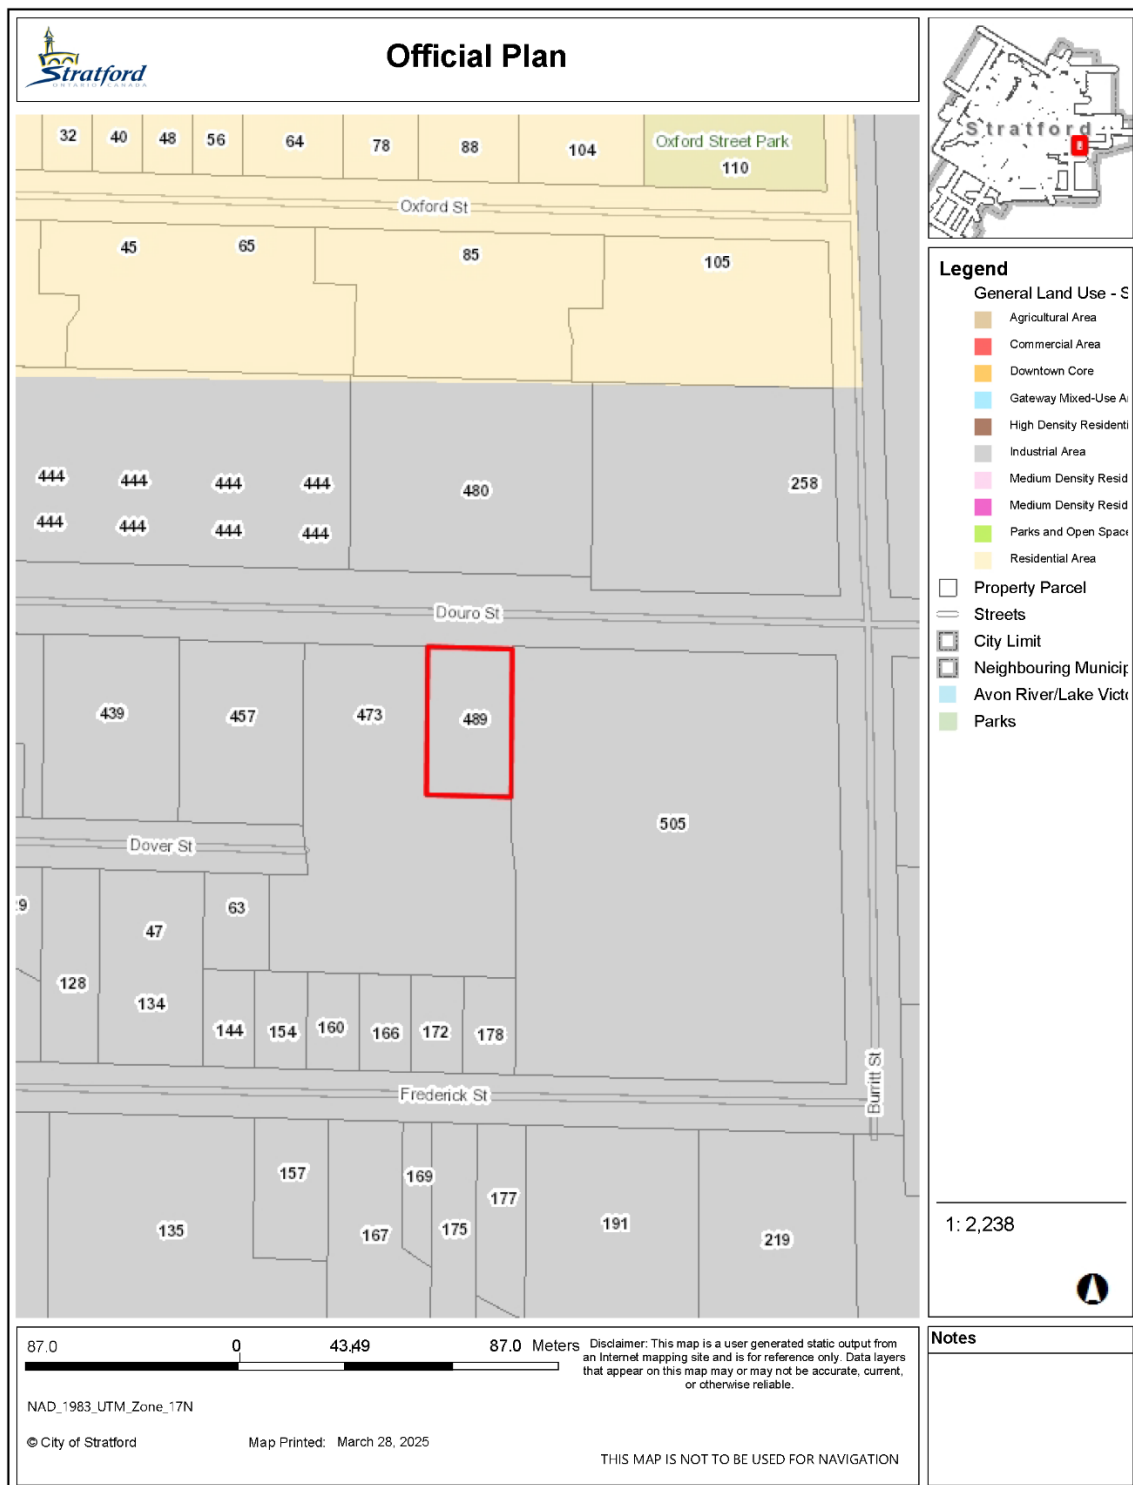 Stratford
ONTARIO CANADA
Official Plan
Stratford
32 40 48 56 64 78 88 104
Oxford Street Park
110
Oxford St
45 65 85 105
444 444 444 444 480 258
444 444 444 444
Douro St
439 457 473 489
505
Dover St
63
47
128
134
144 154 160 166 172 178
Burritt St
Frederick St
157 169 177
135 167 175 191 219
Legend
General Land Use - S
Agricultural Area
Commercial Area
Downtown Core
Gateway Mixed-Use A
High Density Residenti
Industrial Area
Medium Density Resid
Medium Density Resid
Parks and Open Space
Residential Area
Property Parcel
Streets
City Limit
Neighbouring Municip
Avon River/Lake Victo
Parks
1: 2,238
87.0 0 43.49 87.0 Meters
NAD_1983_UTM_Zone_17N
© City of Stratford Map Printed: March 28, 2025
Disclaimer: This map is a user generated static output from
an Internet mapping site and is for reference only. Data layers
that appear on this map may or may not be accurate, current,
or otherwise reliable.
THIS MAP IS NOT TO BE USED FOR NAVIGATION
Notes